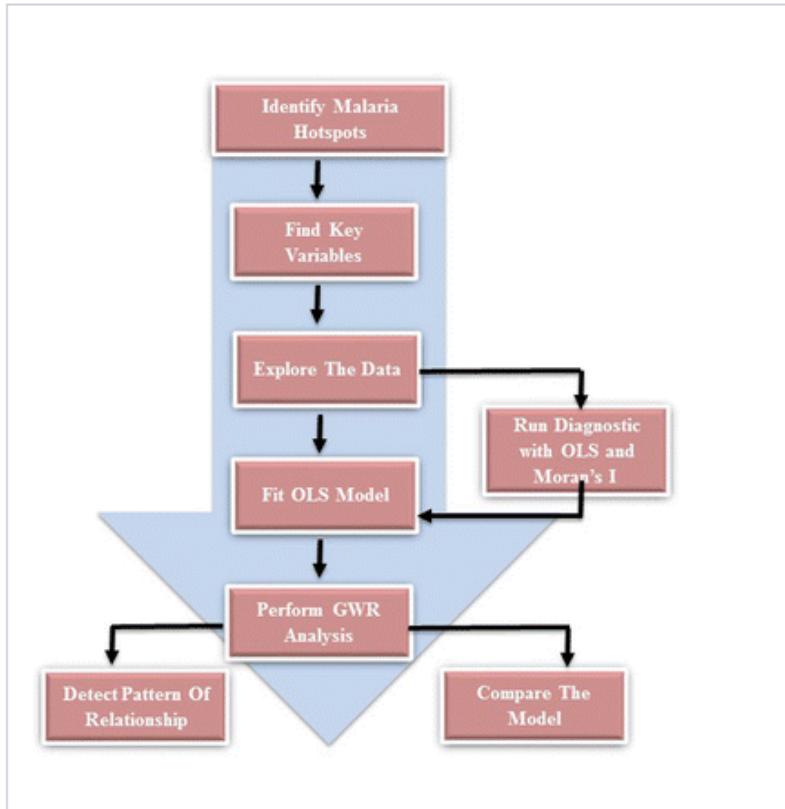 Identify Malaria
Hotspots
Find Key
Variables
Explore The Data
Run Diagnostic
with OLS and
Moran's I
Fit OLS Model
Perform GWR
Analysis
Detect Pattern Of
Relationship
Compare The
Model